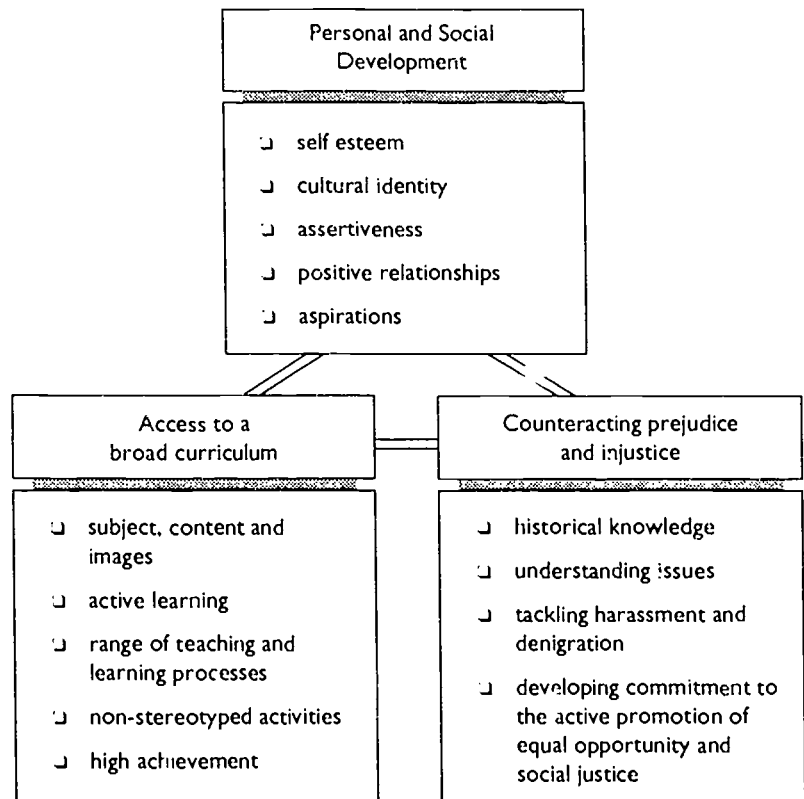 Personal and Social
Development
❑ self esteem
❑ cultural identity
❑ assertiveness
❑ positive relationships
❑ aspirations
Access to a
broad curriculum
❑ subject, content and
images
❑ active learning
❑ range of teaching and
learning processes
❑ non-stereotyped activities
❑ high achievement
Counteracting prejudice
and injustice
❑ historical knowledge
❑ understanding issues
❑ tackling harassment and
denigration
❑ developing commitment to
the active promotion of
equal opportunity and
social justice